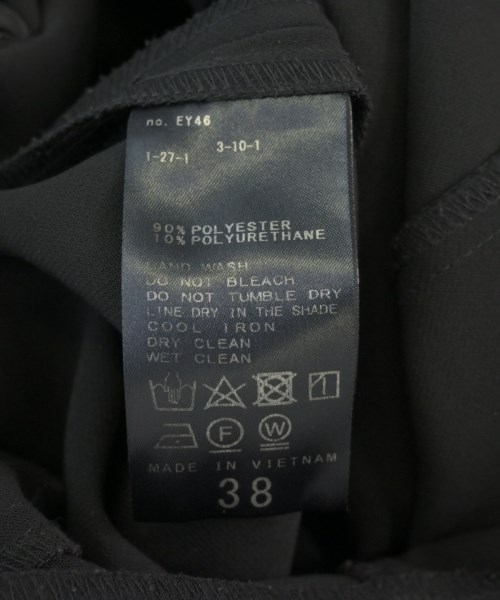 no. EY46
1-27-1 3-10-1
90% POLYESTER
10% POLYURETHANE
HAND WASH
DO NOT BLEACH
DO NOT TUMBLE DRY
LINE DRY IN THE SHADE
COOL IRON
DRY CLEAN
WET CLEAN
F W
MADE IN VIETNAM
38